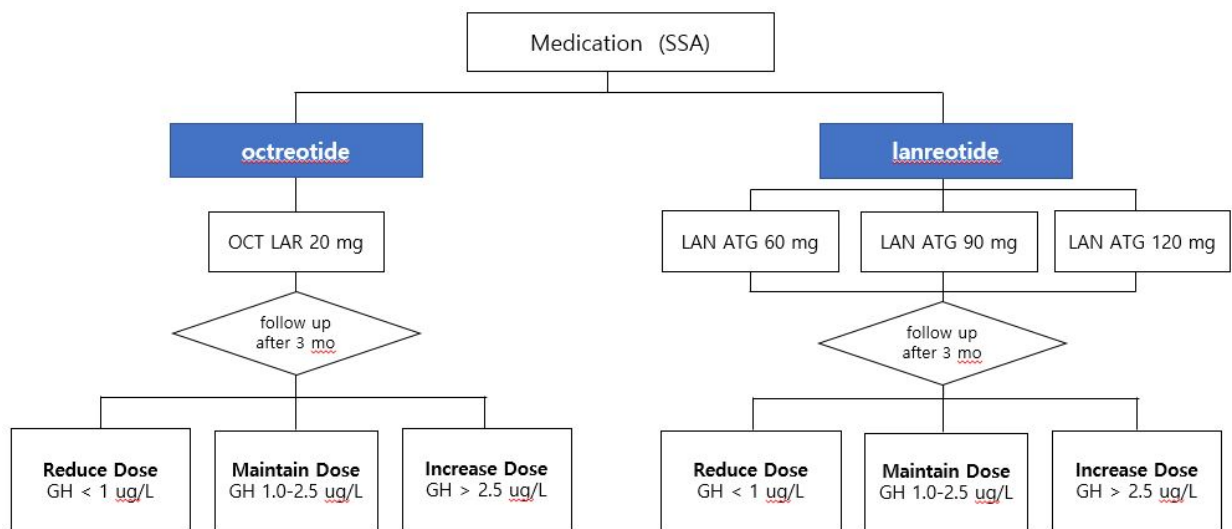 Medication (SSA)
octreotide
lanreotide
OCT LAR 20 mg
LAN ATG 60 mg
LAN ATG 90 mg
LAN ATG 120 mg
follow up
after 3 mo
follow up
after 3 mo
Reduce Dose
GH < 1 ug/L
Maintain Dose
GH 1.0-2.5 ug/L
Increase Dose
GH > 2.5 ug/L
Reduce Dose
GH < 1 ug/L
Maintain Dose
GH 1.0-2.5 ug/L
Increase Dose
GH > 2.5 ug/L